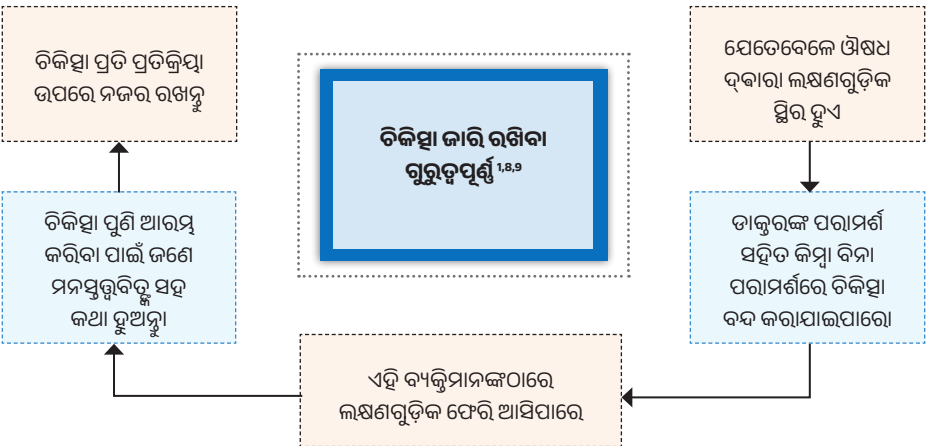 ଚିକିତ୍ସା ପ୍ରତି ପ୍ରତିକ୍ରିୟା
ଉପରେ ନଜର ରଖନ୍ତୁ
ଚିକିତ୍ସା ଜାରି ରଖିବା
ଗୁରୁତ୍ୱପୂର୍ଣ୍ଣ 1,8,9
ଯେତେବେଳେ ଔଷଧ
ଦ୍ଵାରା ଲକ୍ଷଣଗୁଡ଼ିକ
ସ୍ଥିର ହୁଏ
ଚିକିତ୍ସା ପୁଣି ଆରମ୍ଭ
କରିବା ପାଇଁ ଜଣେ
ମନସ୍ତତ୍ତ୍ୱବିତ୍‌ଙ୍କ ସହ
କଥା ହୁଅନ୍ତୁ।
ଡାକ୍ତରଙ୍କ ପରାମର୍ଶ
ସହିତ କିମ୍ବା ବିନା
ପରାମର୍ଶରେ ଚିକିତ୍ସା
ବନ୍ଦ କରାଯାଇପାରେ।
ଏହି ବ୍ୟକ୍ତିମାନଙ୍କଠାରେ
ଲକ୍ଷଣଗୁଡ଼ିକ ଫେରି ଆସିପାରେ